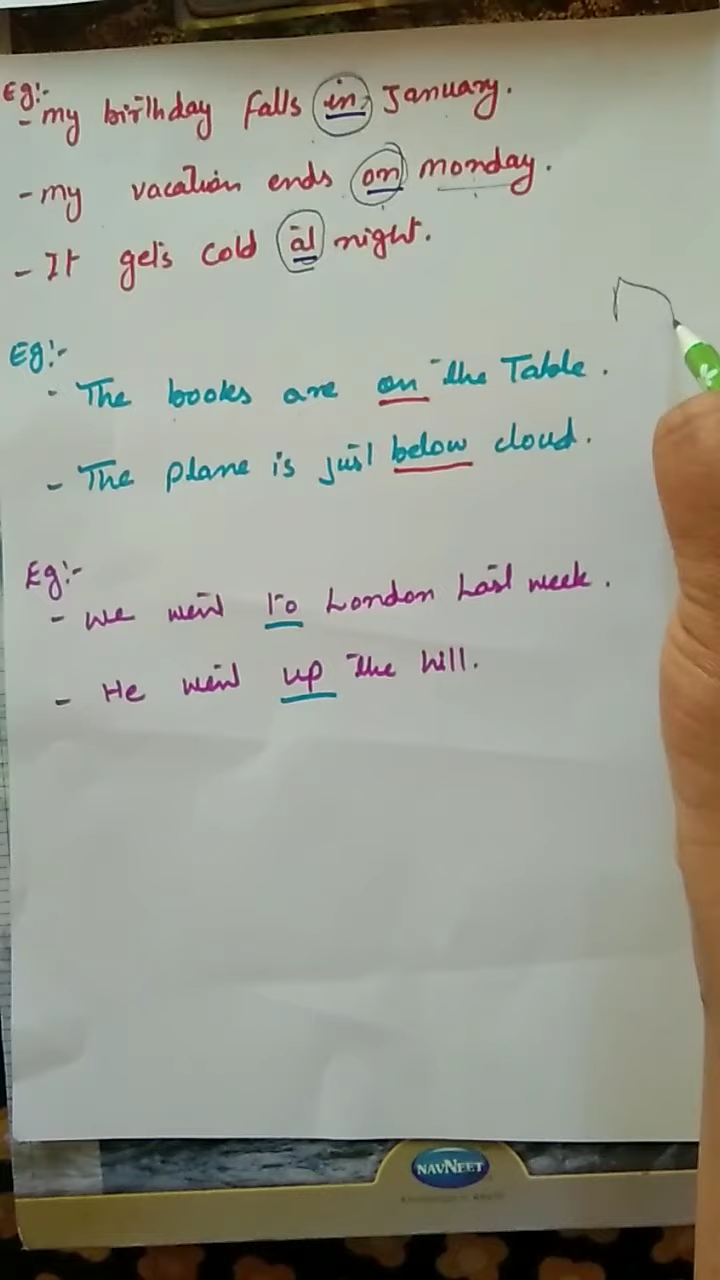 Eg:-
- my birthday falls in January.
- my vacation ends on monday.
- It gets cold at night.
Eg:-
- The books are on the Table.
- The plane is just below cloud.
Eg:-
- We went to London Last week.
- He went up the hill.
NAVNEET